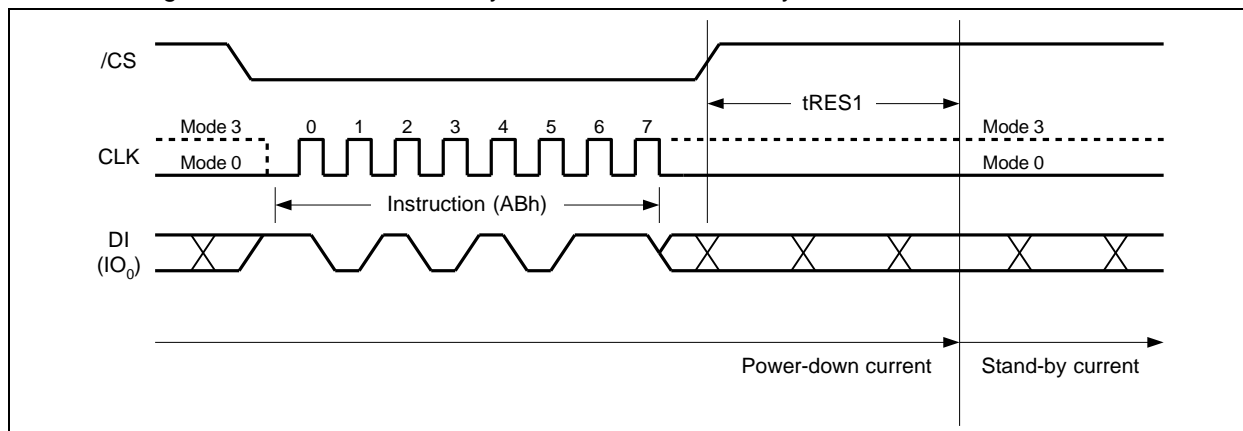 /CS
tRES1
Mode 3 0 1 2 3 4 5 6 7 Mode 3
CLK
Mode 0 Mode 0
Instruction (ABh)
DI
(IO0)
Power-down current Stand-by current